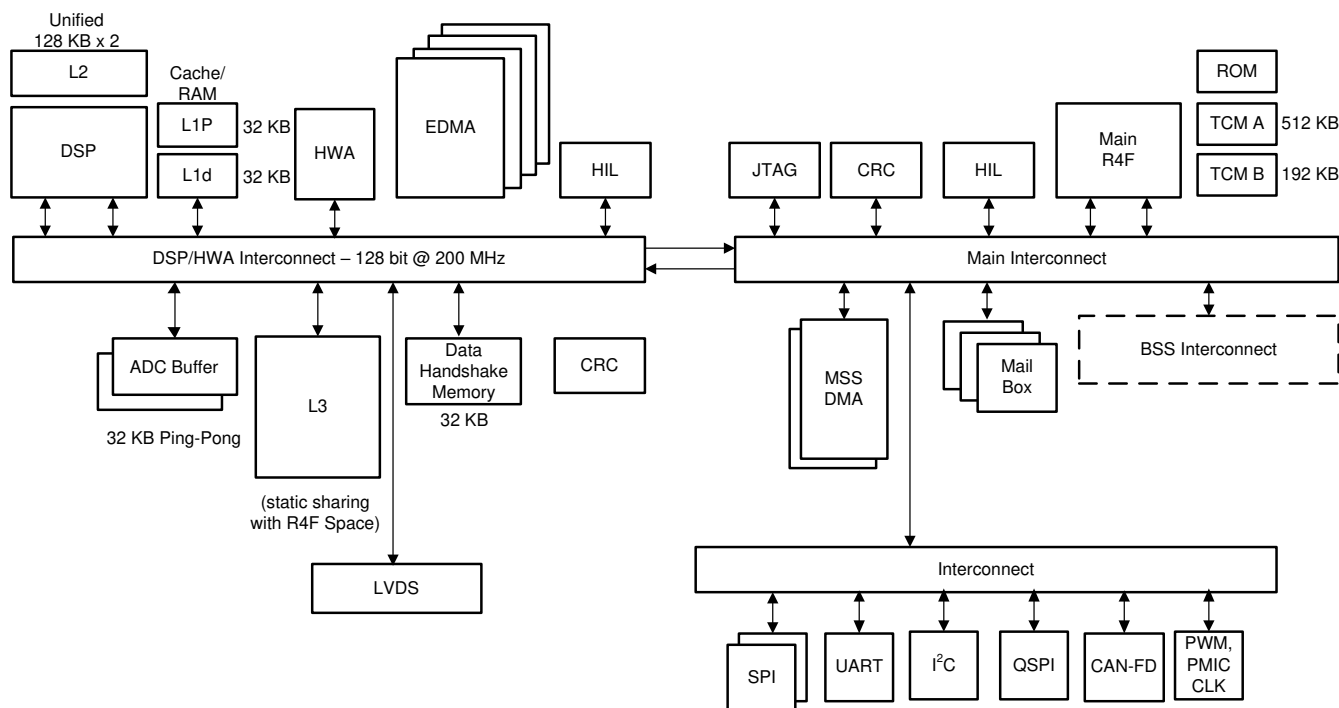 Unified
128 KB x 2
L2
Cache/
RAM
DSP
L1P
32 KB
L1d
32 KB
HWA
EDMA
HIL
JTAG
CRC
HIL
Main
R4F
ROM
TCM A
512 KB
TCM B
192 KB
DSP/HWA Interconnect – 128 bit @ 200 MHz
Main Interconnect
ADC Buffer
32 KB Ping-Pong
L3
(static sharing
with R4F Space)
Data
Handshake
Memory
32 KB
CRC
LVDS
MSS
DMA
Mail
Box
BSS Interconnect
Interconnect
SPI
UART
I²C
QSPI
CAN-FD
PWM,
PMIC
CLK